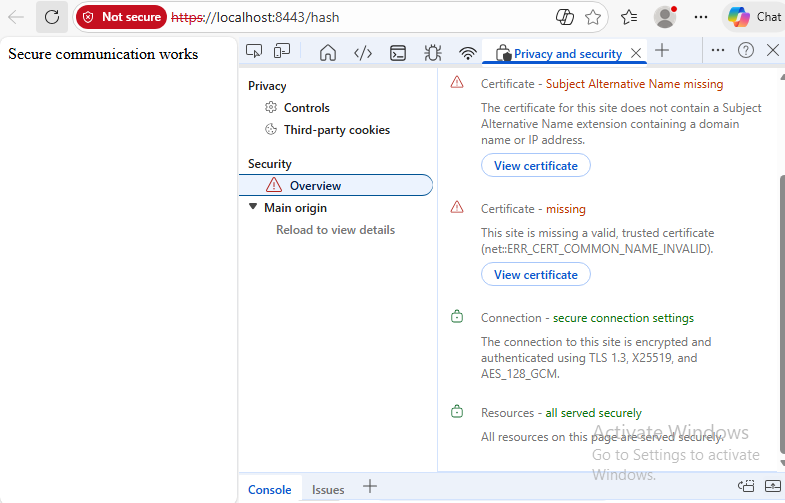 Not secure https://localhost:8443/hash Chat
Secure communication works
Privacy and security
Privacy
Controls
Third-party cookies
Security
Overview
Main origin
Reload to view details
Certificate - Subject Alternative Name missing
The certificate for this site does not contain a Subject
Alternative Name extension containing a domain
name or IP address.
View certificate
Certificate - missing
This site is missing a valid, trusted certificate
(net::ERR_CERT_COMMON_NAME_INVALID).
View certificate
Connection - secure connection settings
The connection to this site is encrypted and
authenticated using TLS 1.3, X25519, and
AES_128_GCM.
Resources - all served securely
All resources on this page are served securely.
Activate Windows
Go to Settings to activate
Windows.
Console Issues